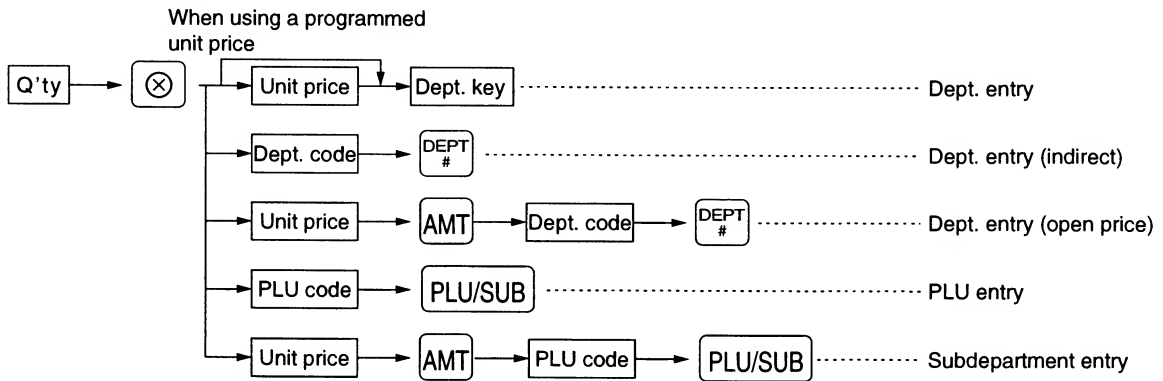 When using a programmed
unit price
Q'ty ⊗ Unit price Dept. key Dept. entry
Dept. code DEPT # Dept. entry (indirect)
Unit price AMT Dept. code DEPT # Dept. entry (open price)
PLU code PLU/SUB PLU entry
Unit price AMT PLU code PLU/SUB Subdepartment entry